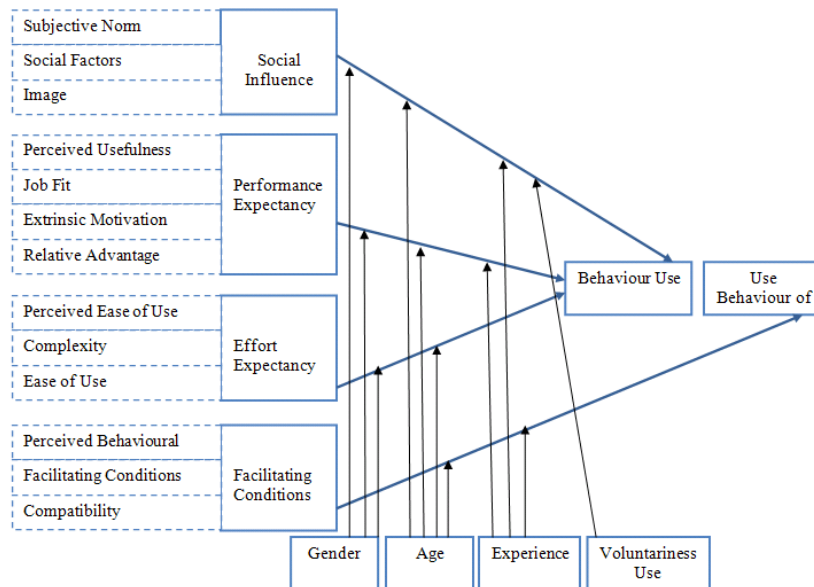 Subjective Norm
Social Factors
Image
Social
Influence
Perceived Usefulness
Job Fit
Extrinsic Motivation
Relative Advantage
Performance
Expectancy
Behaviour Use
Use
Behaviour of
Perceived Ease of Use
Complexity
Ease of Use
Effort
Expectancy
Perceived Behavioural
Facilitating Conditions
Compatibility
Facilitating
Conditions
Gender
Age
Experience
Voluntariness
Use